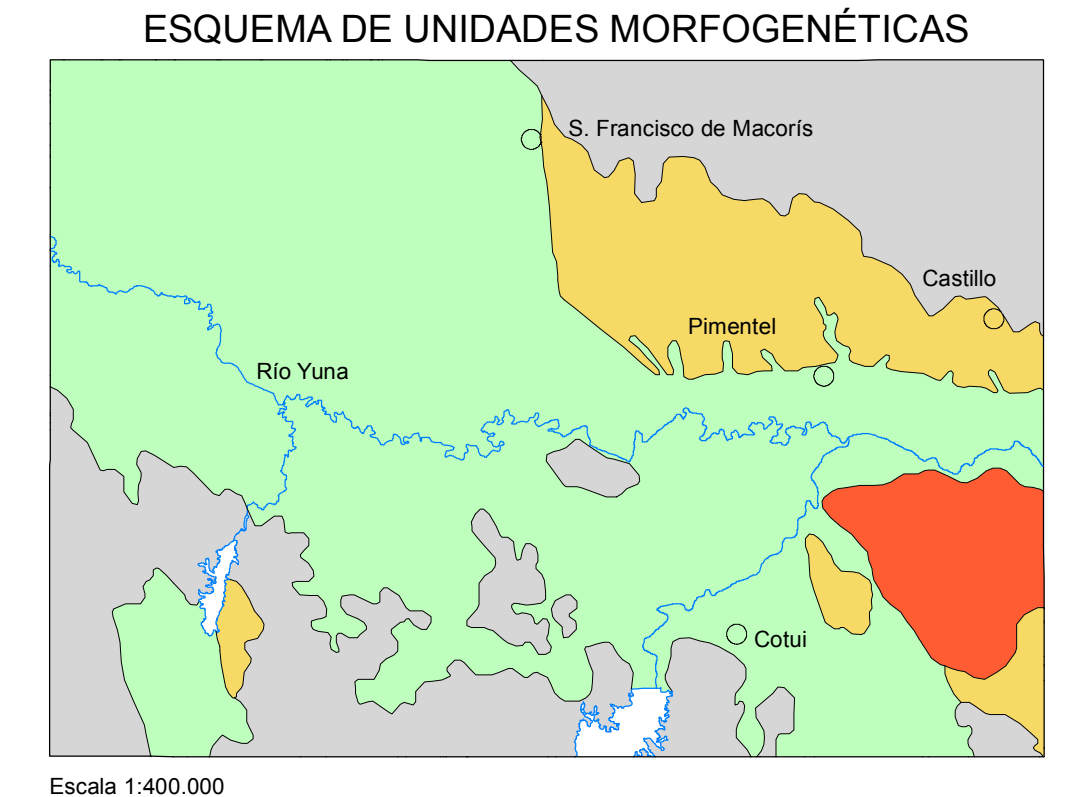 ESQUEMA DE UNIDADES MORFOGENÉTICAS
S. Francisco de Macorís
Castillo
Pimentel
Río Yuna
Cotui
Escala 1:400.000